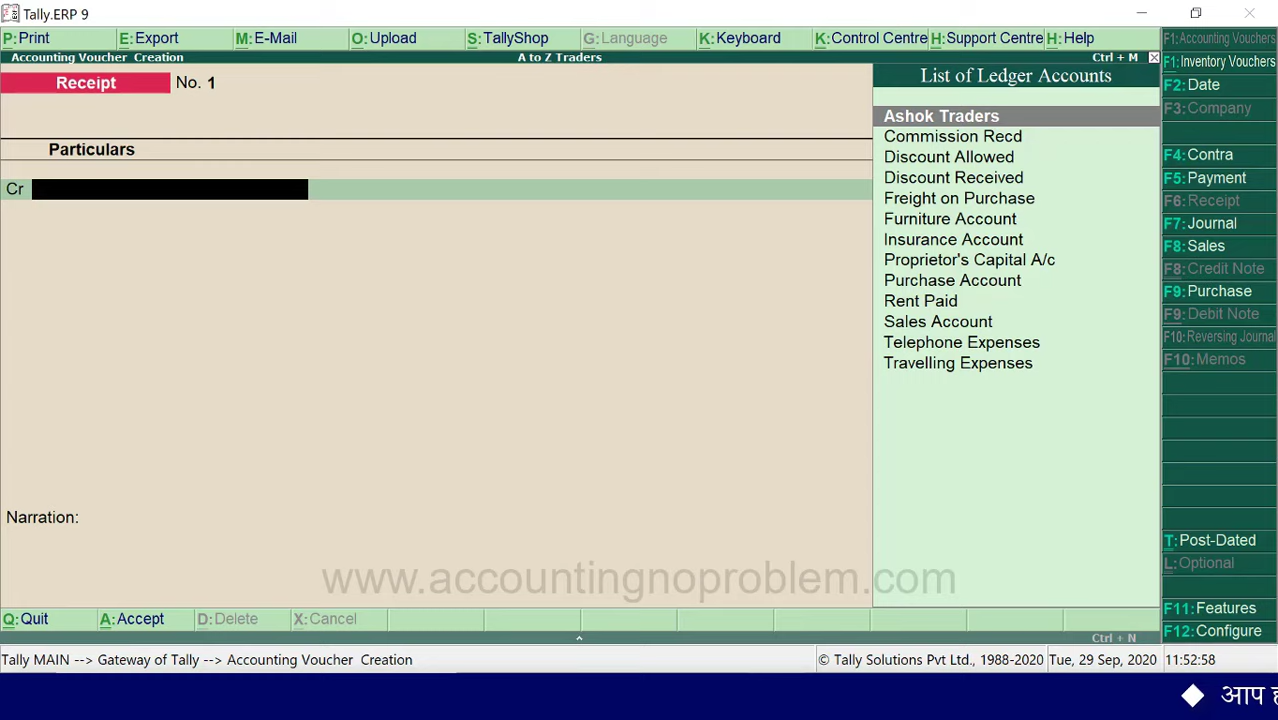 Tally.ERP 9
P:Print E:Export M:E-Mail O:Upload S:TallyShop G:Language K:Keyboard K:Control Centre H:Support Centre H:Help
Accounting Voucher Creation A to Z Traders Ctrl + M
Receipt No. 1
Particulars
Cr
Narration:
List of Ledger Accounts
Ashok Traders
Commission Recd
Discount Allowed
Discount Received
Freight on Purchase
Furniture Account
Insurance Account
Proprietor's Capital A/c
Purchase Account
Rent Paid
Sales Account
Telephone Expenses
Travelling Expenses
F1:Accounting Vouchers
F1:Inventory Vouchers
F2:Date
F3:Company
F4:Contra
F5:Payment
F6:Receipt
F7:Journal
F8:Sales
F8:Credit Note
F9:Purchase
F9:Debit Note
F10:Reversing Journal
F10:Memos
T:Post-Dated
L:Optional
F11:Features
F12:Configure
www.accountingnoproblem.com
Q:Quit A:Accept D:Delete X:Cancel
Ctrl + N
Tally MAIN --> Gateway of Tally --> Accounting Voucher Creation © Tally Solutions Pvt Ltd., 1988-2020 Tue, 29 Sep, 2020 11:52:58
आप